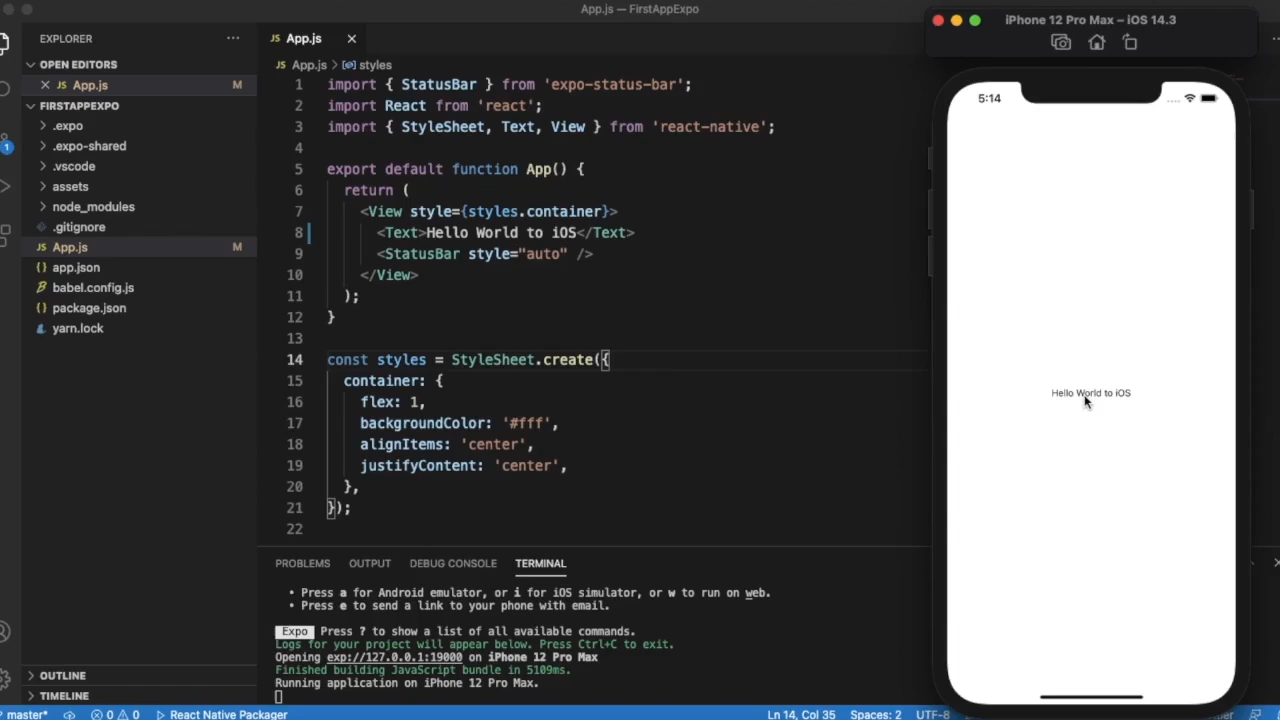 App.js — FirstAppExpo
EXPLORER
OPEN EDITORS
App.js M
FIRSTAPPEXPO
.expo
.expo-shared
.vscode
assets
node_modules
.gitignore
App.js M
app.json
babel.config.js
package.json
yarn.lock
OUTLINE
TIMELINE
1
JS App.js
JS App.js > styles
1 import { StatusBar } from 'expo-status-bar';
2 import React from 'react';
3 import { StyleSheet, Text, View } from 'react-native';
4
5 export default function App() {
6 return (
7 <View style={styles.container}>
8 <Text>Hello World to iOS</Text>
9 <StatusBar style="auto" />
10 </View>
11 );
12 }
13
14 const styles = StyleSheet.create({
15 container: {
16 flex: 1,
17 backgroundColor: '#fff',
18 alignItems: 'center',
19 justifyContent: 'center',
20 },
21 });
22
PROBLEMS OUTPUT DEBUG CONSOLE TERMINAL
• Press a for Android emulator, or i for iOS simulator, or w to run on web.
• Press e to send a link to your phone with email.
Expo Press ? to show a list of all available commands.
Logs for your project will appear below. Press Ctrl+C to exit.
Opening exp://127.0.0.1:19000 on iPhone 12 Pro Max
Finished building JavaScript bundle in 5109ms.
Running application on iPhone 12 Pro Max.
master* 0 0 React Native Packager Ln 14, Col 35 Spaces: 2 UTF-8
iPhone 12 Pro Max – iOS 14.3
5:14
Hello World to iOS